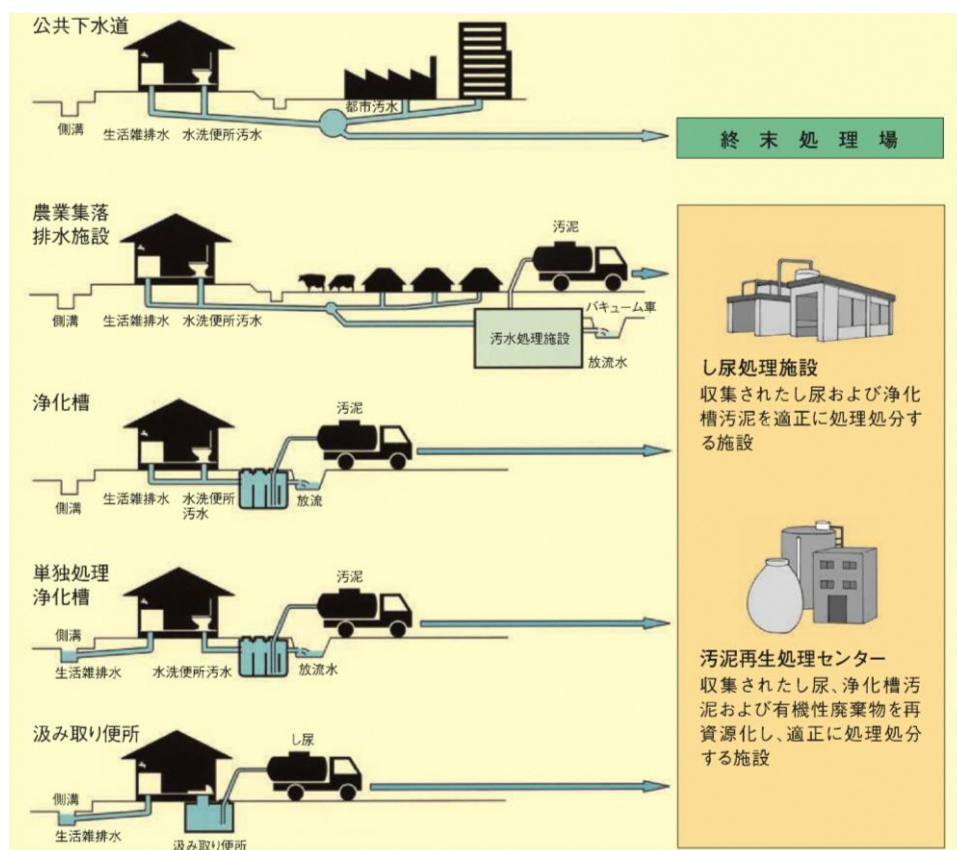 公共下水道
都市汚水
側溝
生活雑排水
水洗便所汚水
終末処理場
農業集落
排水施設
汚泥
バキューム車
側溝
生活雑排水
水洗便所汚水
汚水処理施設
放流水
し尿処理施設
収集されたし尿および浄化
槽汚泥を適正に処理処分す
る施設
浄化槽
汚泥
側溝
生活雑排水
水洗便所
汚水
放流
単独処理
浄化槽
汚泥
側溝
生活雑排水
水洗便所汚水
放流水
汚泥再生処理センター
収集されたし尿、浄化槽汚
泥および有機性廃棄物を再
資源化し、適正に処理処分
する施設
汲み取り便所
し尿
側溝
生活雑排水
汲み取り便所